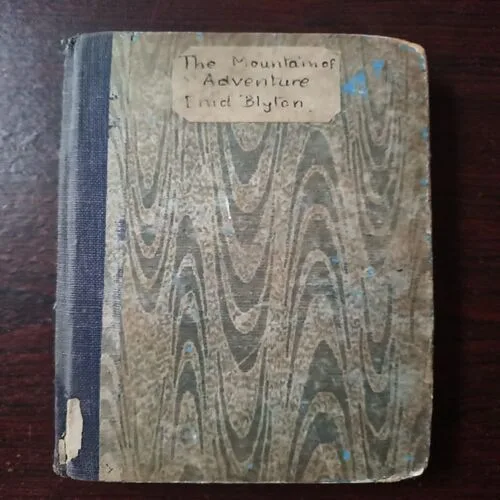 The Mountain of
Adventure
Enid Blyton